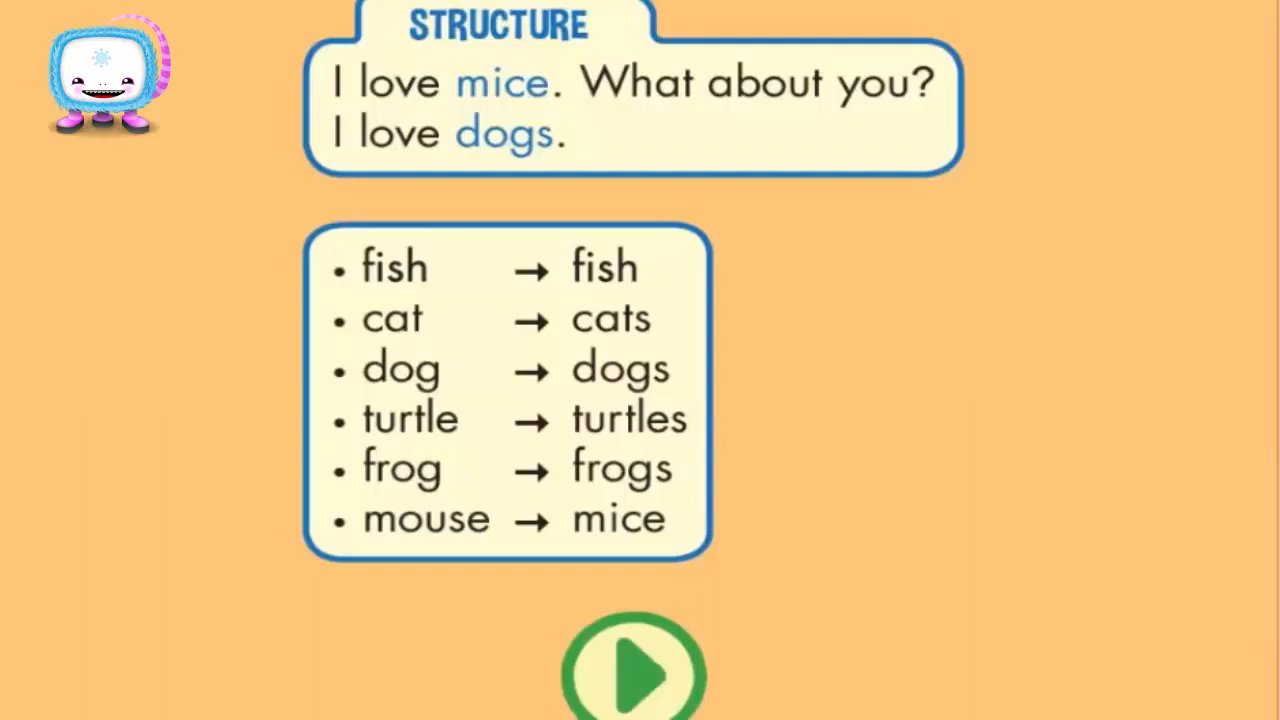 STRUCTURE
I love mice. What about you?
I love dogs.
• fish → fish
• cat → cats
• dog → dogs
• turtle → turtles
• frog → frogs
• mouse → mice